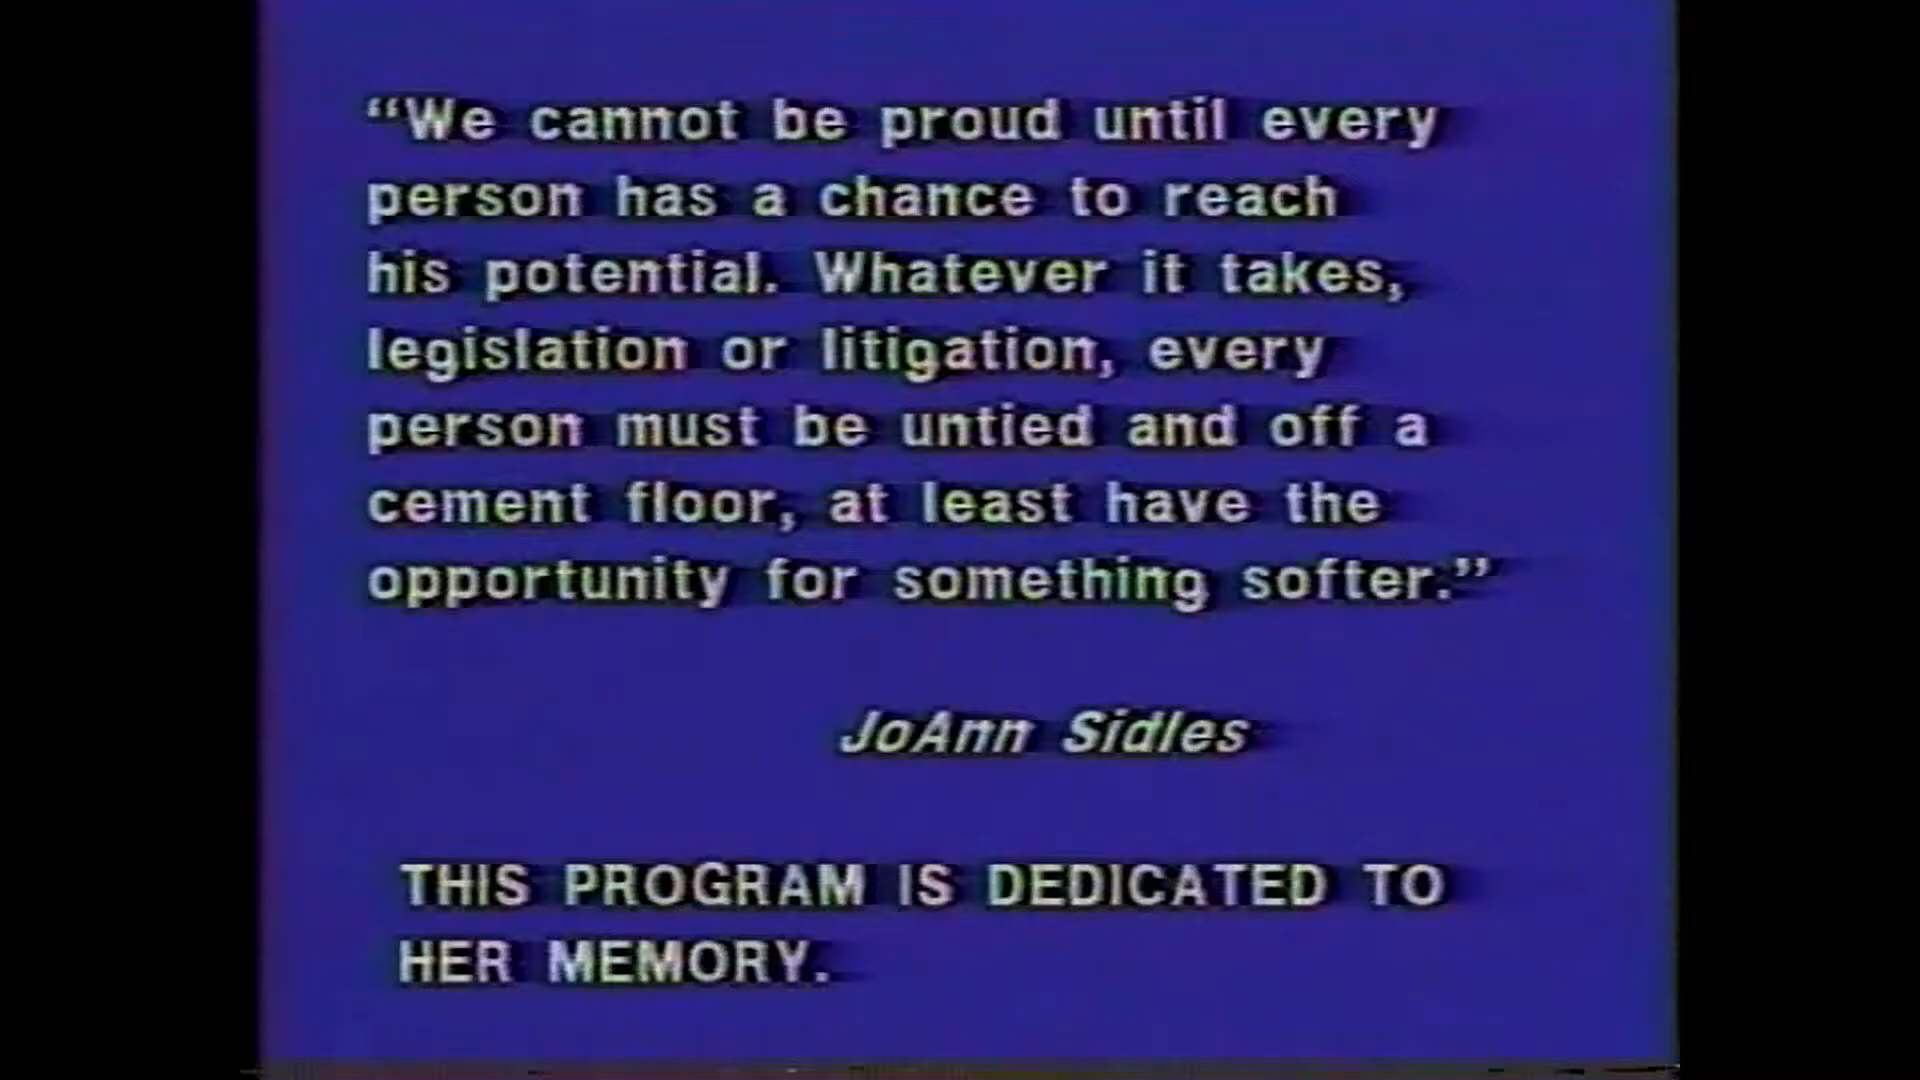 “We cannot be proud until every
person has a chance to reach
his potential. Whatever it takes,
legislation or litigation, every
person must be untied and off a
cement floor, at least have the
opportunity for something softer.”
JoAnn Sidles
THIS PROGRAM IS DEDICATED TO
HER MEMORY.